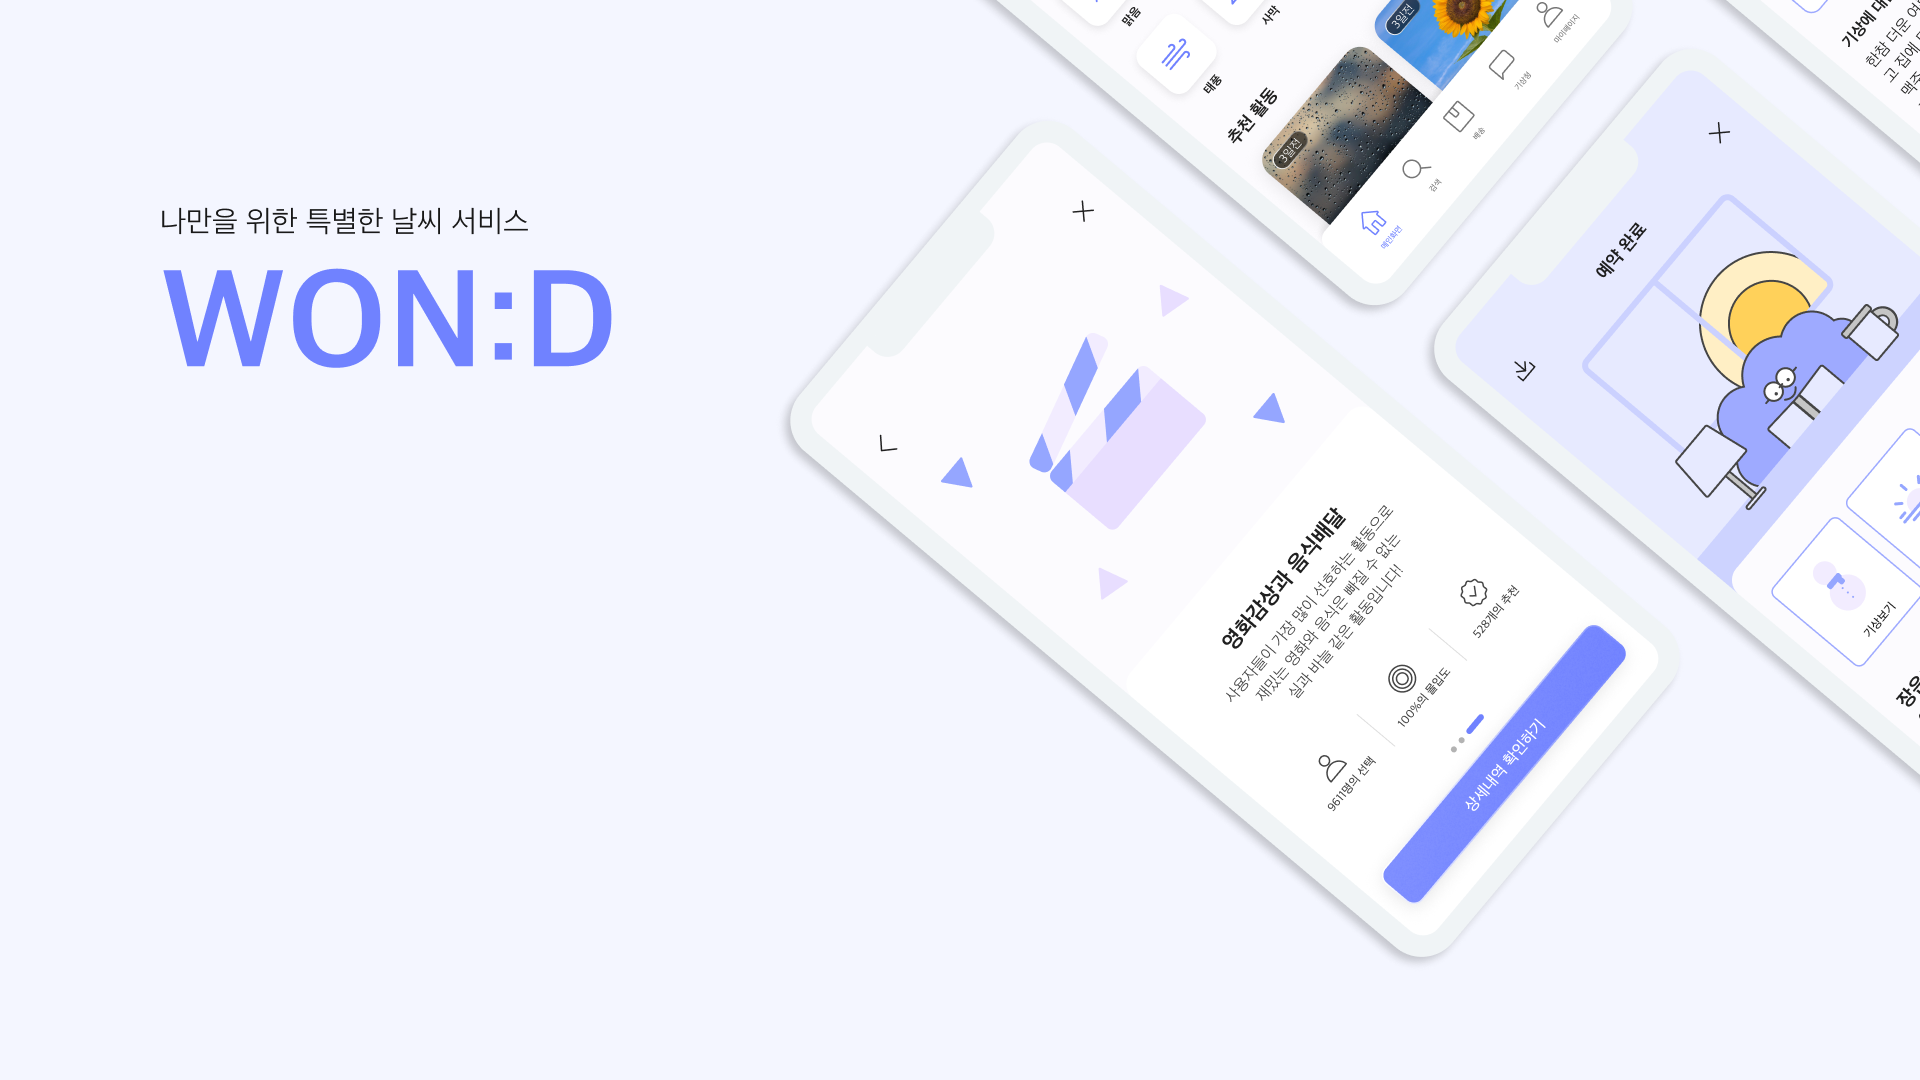 나만을 위한 특별한 날씨 서비스
WON:D
맑음
사막
태풍
추천 활동
3일전
3일전
메인화면
검색
배송
기상청
마이페이지
영화감상과 음식배달
사용자들이 가장 많이 선호하는 활동으로
재밌는 영화와 음식은 빠질 수 없는
실과 바늘 같은 활동입니다!
9611명의 선택
100%의 몰입도
528개의 추천
상세내역 확인하기
예약 완료
기상보기
장은
기상에 대
한참 더운 여
고 집에
맥주